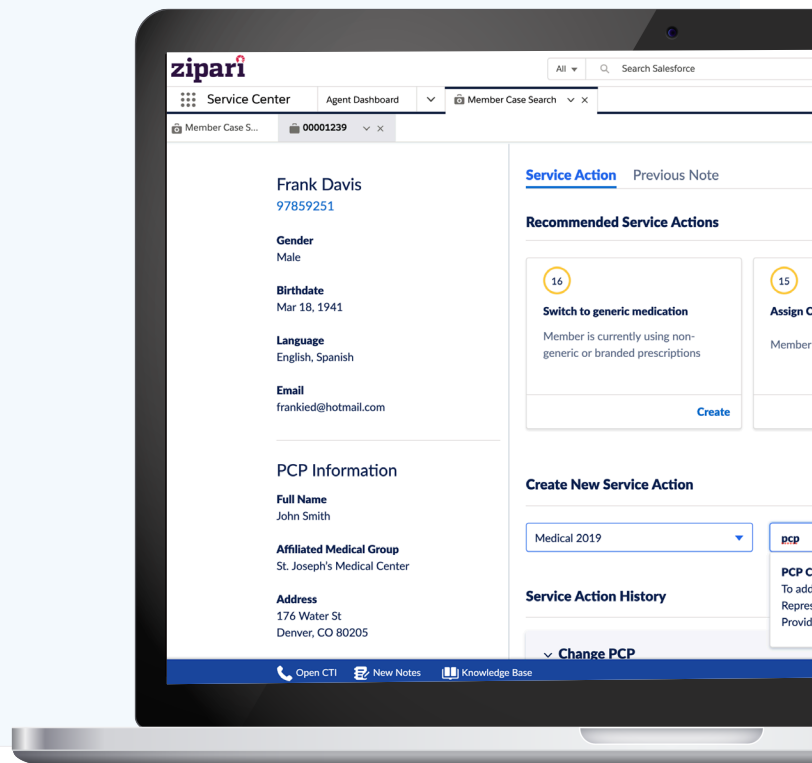 zipari
All
Search Salesforce
Service Center
Agent Dashboard
Member Case Search
Member Case S...
00001239
Frank Davis
97859251
Gender
Male
Birthdate
Mar 18, 1941
Language
English, Spanish
Email
frankied@hotmail.com
PCP Information
Full Name
John Smith
Affiliated Medical Group
St. Joseph's Medical Center
Address
176 Water St
Denver, CO 80205
Service Action Previous Note
Recommended Service Actions
16
Switch to generic medication
Member is currently using non-
generic or branded prescriptions
Create
15
Assign
Member
Create New Service Action
Medical 2019
pcp
PCP
To add
Service Action History
Change PCP
Open CTI
New Notes
Knowledge Base